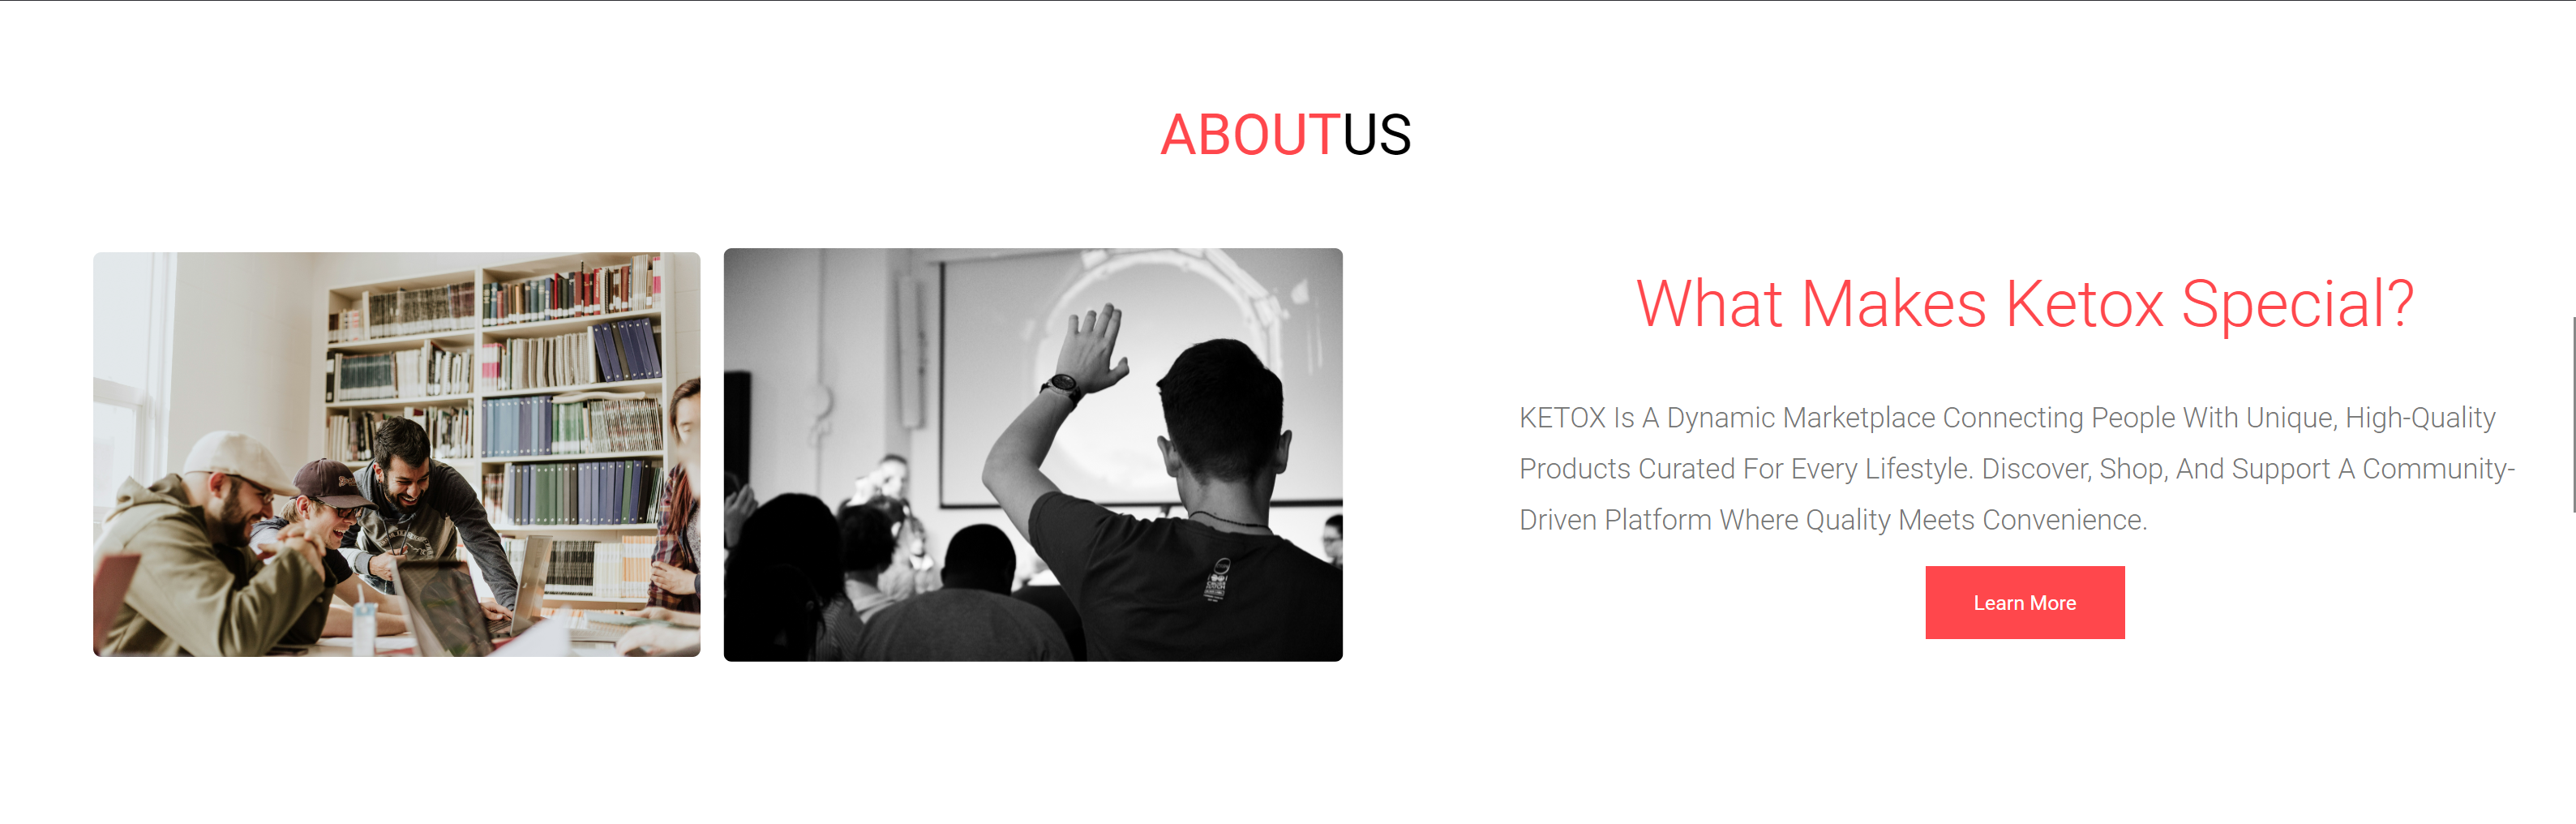 ABOUTUS
What Makes Ketox Special?
KETOX Is A Dynamic Marketplace Connecting People With Unique, High-Quality
Products Curated For Every Lifestyle. Discover, Shop, And Support A Community-
Driven Platform Where Quality Meets Convenience.
Learn More